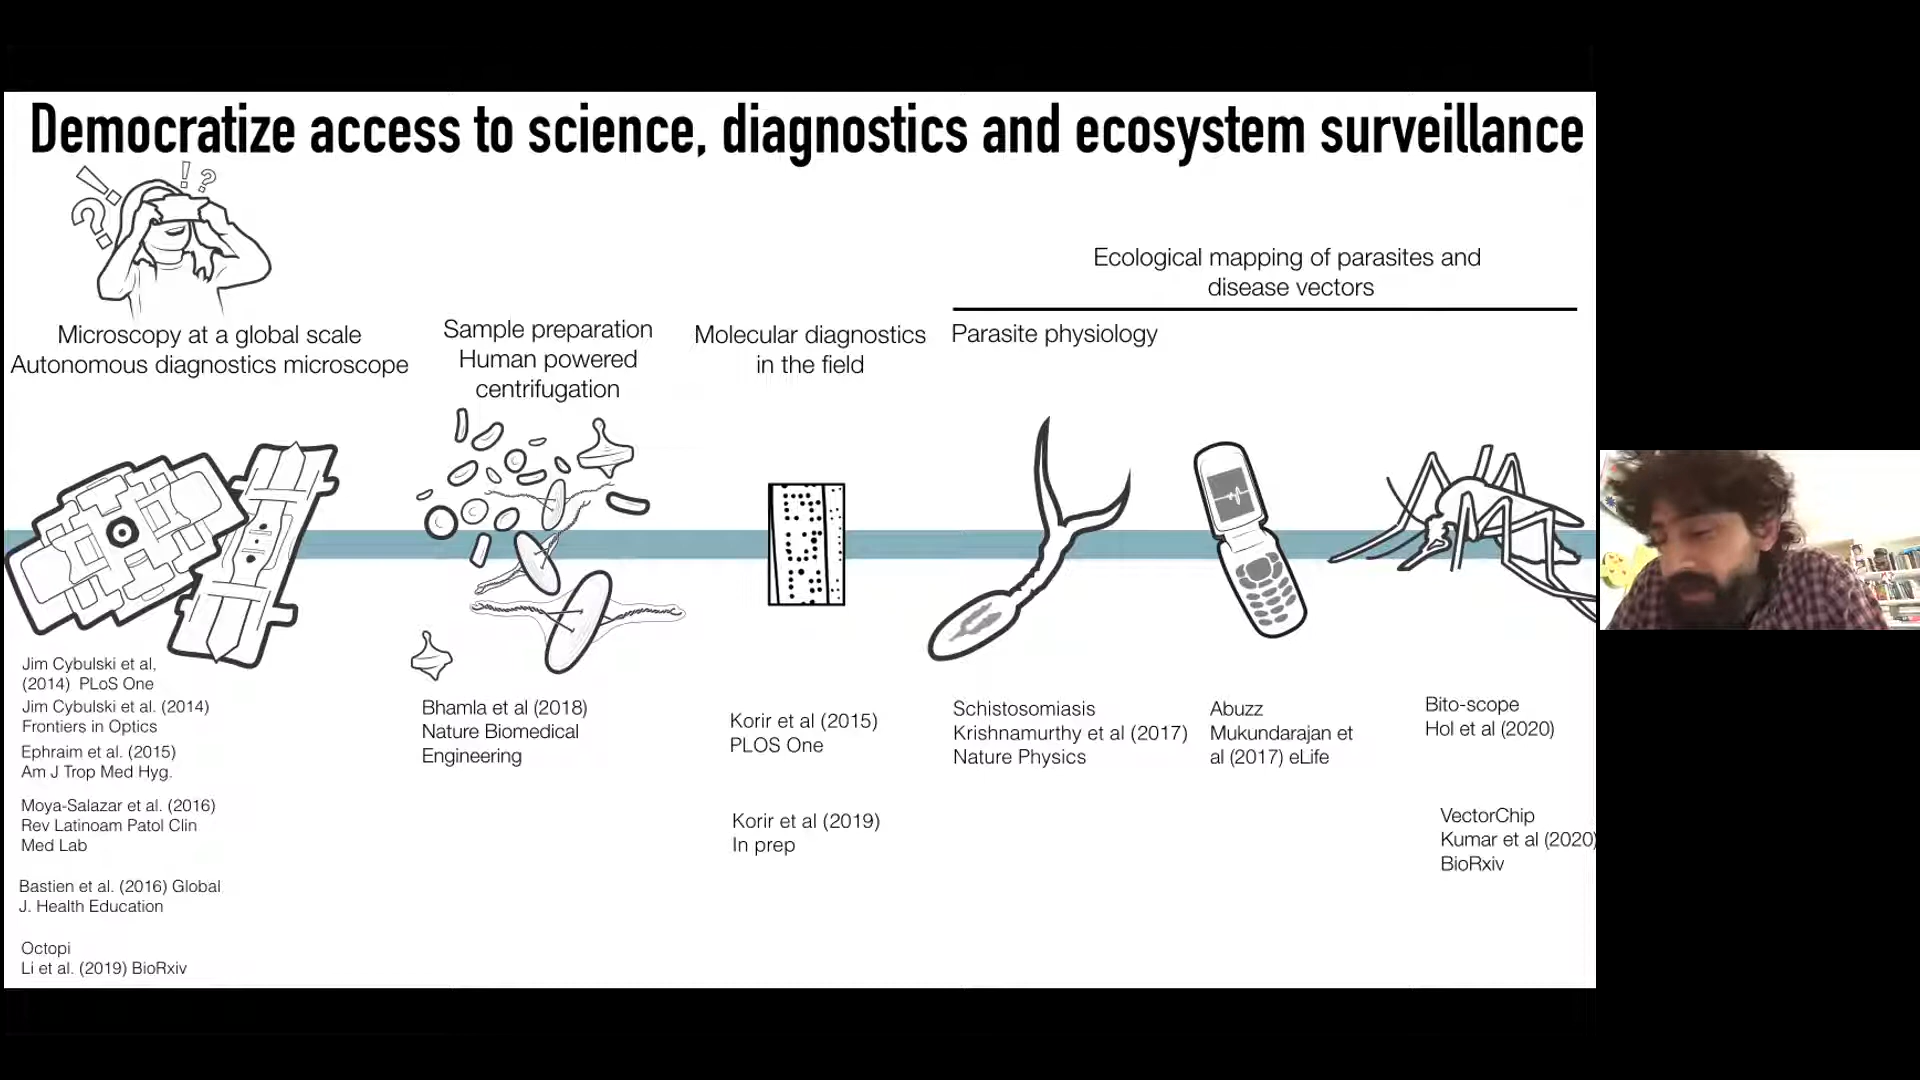 Democratize access to science, diagnostics and ecosystem surveillance
! ! ?
?
Ecological mapping of parasites and
disease vectors
Microscopy at a global scale
Autonomous diagnostics microscope
Sample preparation
Human powered
centrifugation
Molecular diagnostics
in the field
Parasite physiology
Jim Cybulski et al,
(2014) PLoS One
Jim Cybulski et al. (2014)
Frontiers in Optics
Ephraim et al. (2015)
Am J Trop Med Hyg.
Moya-Salazar et al. (2016)
Rev Latinoam Patol Clin
Med Lab
Bastien et al. (2016) Global
J. Health Education
Octopi
Li et al. (2019) BioRxiv
Bhamla et al (2018)
Nature Biomedical
Engineering
Korir et al (2015)
PLOS One
Korir et al (2019)
In prep
Schistosomiasis
Krishnamurthy et al (2017)
Nature Physics
Abuzz
Mukundarajan et
al (2017) eLife
Bito-scope
Hol et al (2020)
VectorChip
Kumar et al (2020)
BioRxiv